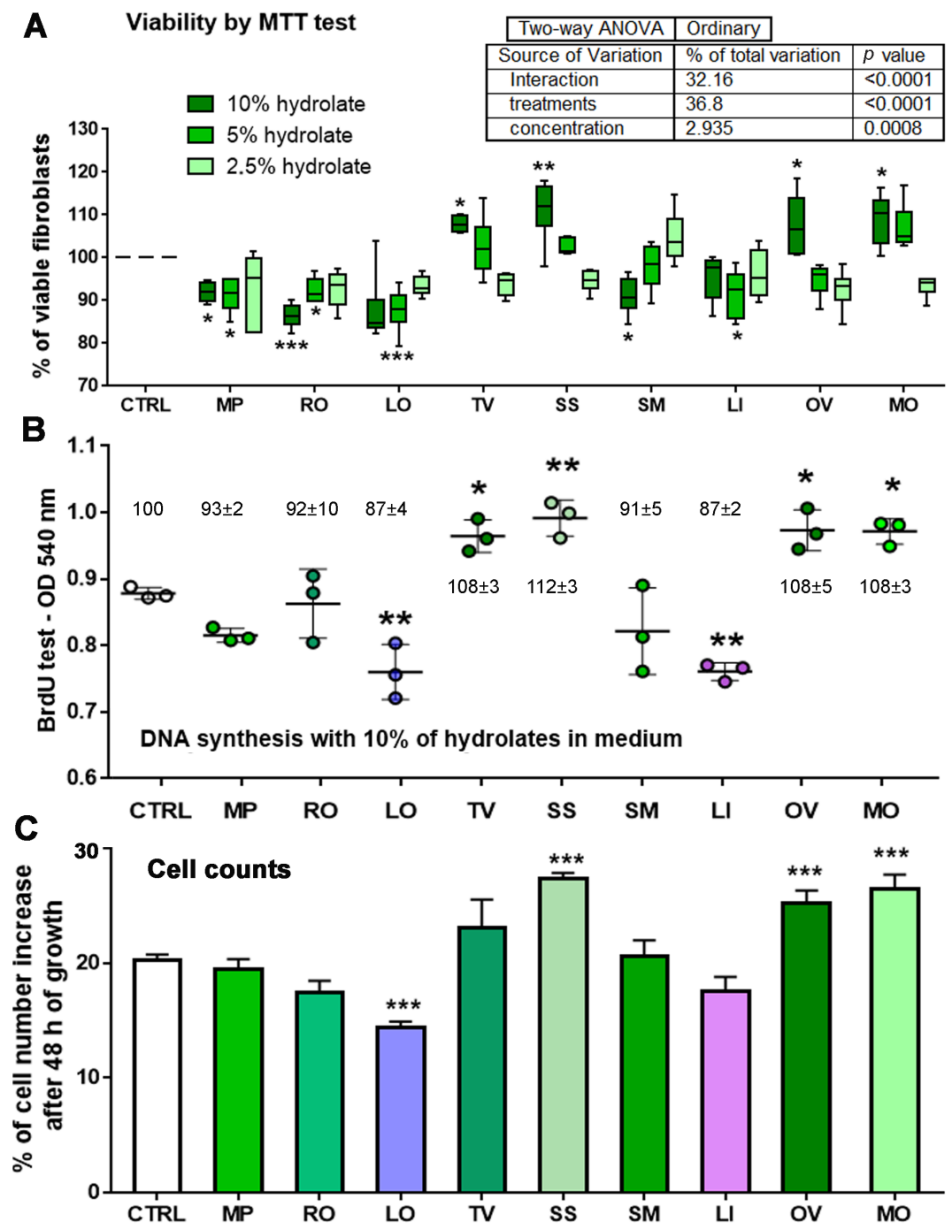 A
Viability by MTT test
Two-way ANOVA Ordinary
Source of Variation % of total variation p value
Interaction 32.16 <0.0001
treatments 36.8 <0.0001
concentration 2.935 0.0008
10% hydrolate
5% hydrolate
2.5% hydrolate
% of viable fibroblasts
130
120
110
100
90
80
70
* * *** * *** * ** * * * *
CTRL MP RO LO TV SS SM LI OV MO
B
BrdU test - OD 540 nm
1.1
1.0
0.9
0.8
0.7
0.6
** * ** ** * *
100 93±2 92±10 87±4 91±5 87±2
108±3 112±3 108±5 108±3
DNA synthesis with 10% of hydrolates in medium
CTRL MP RO LO TV SS SM LI OV MO
C
Cell counts
% of cell number increase
after 48 h of growth
30
20
10
0
*** *** *** ***
CTRL MP RO LO TV SS SM LI OV MO